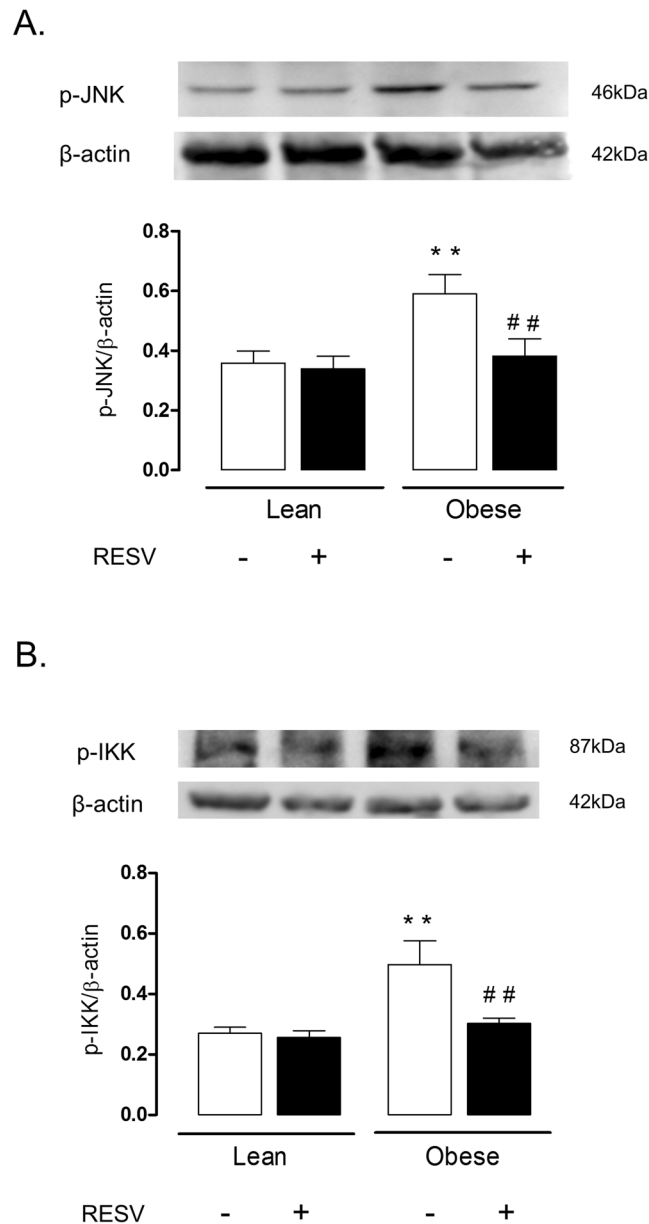 A.
p-JNK 46kDa
β-actin 42kDa
0.8
0.6
0.4
0.2
0.0
p-JNK/β-actin
* *
# #
Lean Obese
RESV - + - +
B.
p-IKK 87kDa
β-actin 42kDa
0.8
0.6
0.4
0.2
0.0
p-IKK/β-actin
* *
# #
Lean Obese
RESV - + - +